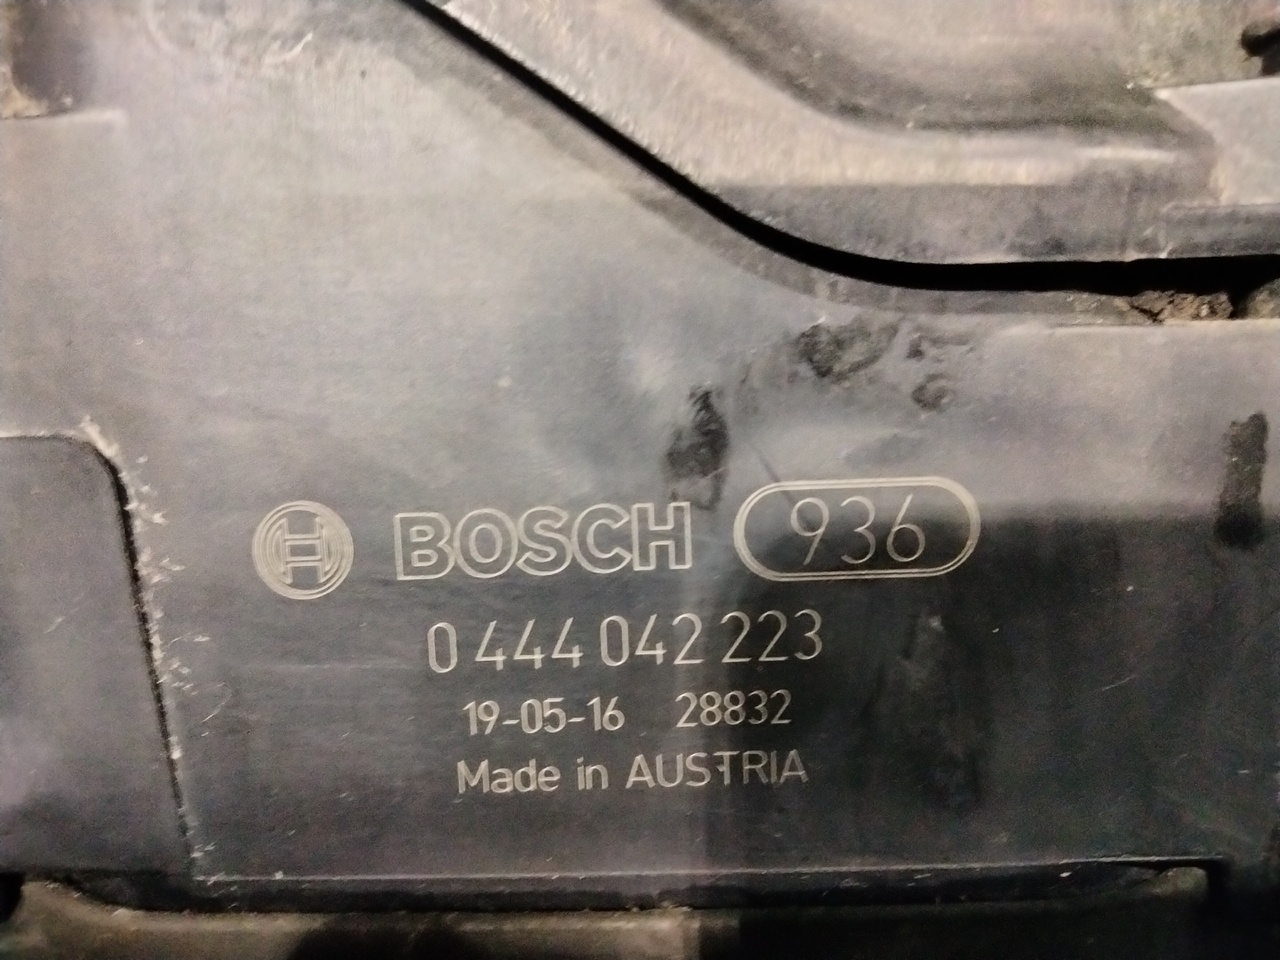 BOSCH 936
0 444 042 223
19-05-16 28832
Made in AUSTRIA